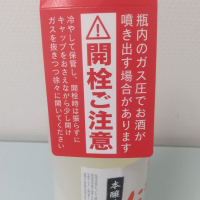 瓶内のガス圧でお酒が
噴き出す場合があります
⚠開栓ご注意
冷やして保管し、開栓時は振らずに
キャップをおさえながら少し開け
ガスを抜きつつ徐々に開いてください
本醸